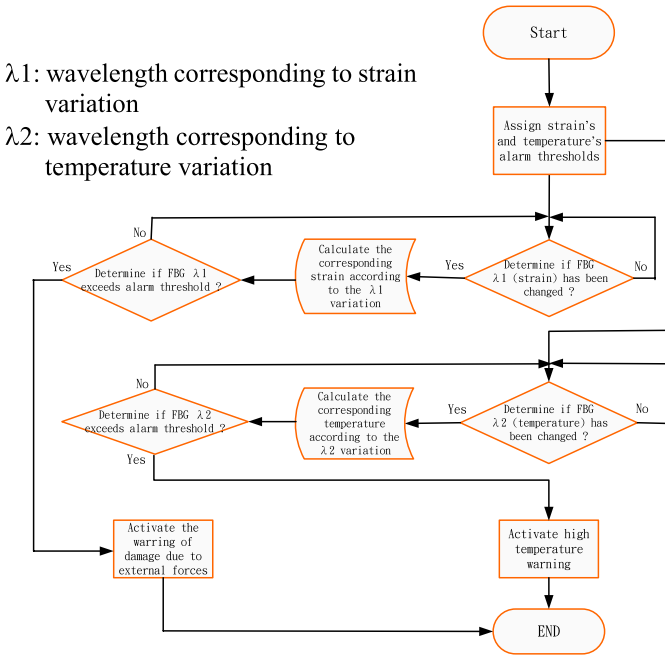 Start
λ1: wavelength corresponding to strain
variation
λ2: wavelength corresponding to
temperature variation
Assign strain's
and temperature's
alarm thresholds
No
Yes
Determine if FBG λ1
exceeds alarm threshold ?
Calculate the
corresponding
strain according
to the λ1
variation
Yes
Determine if FBG
λ1 (strain) has been
changed ?
No
No
Determine if FBG λ2
exceeds alarm threshold ?
Yes
Calculate the
corresponding
temperature
according to the
λ2 variation
Yes
Determine if FBG
λ2 (temperature) has
been changed ?
No
Activate the
warring of
damage due to
external forces
Activate high
temperature
warning
END